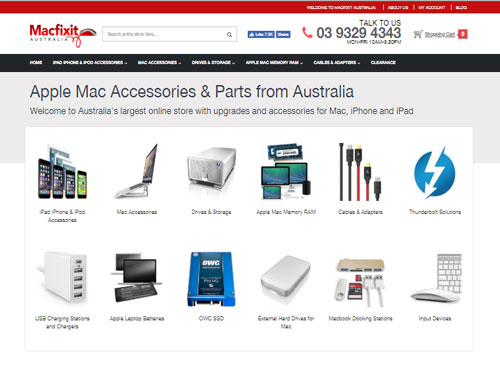 WELCOME TO MACFIXIT AUSTRALIA! | ABOUT US | MY ACCOUNT | BLOG
Macfixit
AUSTRALIA
Search entire store here...
Like 7.5K
Share
TALK TO US
03 9329 4343
MON-FRI 10AM-5.30PM
Shopping Cart 0
HOME
IPAD IPHONE & IPOD ACCESSORIES
MAC ACCESSORIES
DRIVES & STORAGE
APPLE MAC MEMORY RAM
CABLES & ADAPTERS
CLEARANCE
Apple Mac Accessories & Parts from Australia
Welcome to Australia's largest online store with upgrades and accessories for Mac, iPhone and iPad
iPad iPhone & iPod
Accessories
Mac Accessories
Drives & Storage
Apple Mac Memory RAM
Cables & Adapters
Thunderbolt Solutions
OWC
USB Charging Stations
and Chargers
Apple Laptop Batteries
OWC SSD
External Hard Drives for
Mac
Macbook Docking Stations
Input Devices